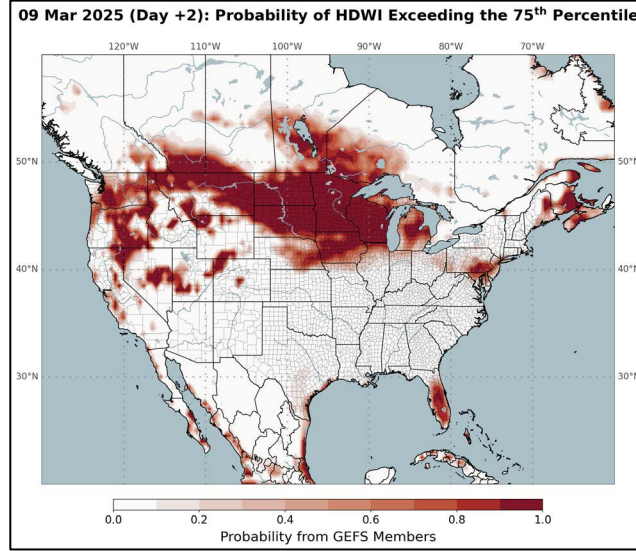 09 Mar 2025 (Day +2): Probability of HDWI Exceeding the 75th Percentile
120°W 110°W 100°W 90°W 80°W 70°W
50°N 50°N
40°N 40°N
30°N 30°N
0.0 0.2 0.4 0.6 0.8 1.0
Probability from GEFS Members